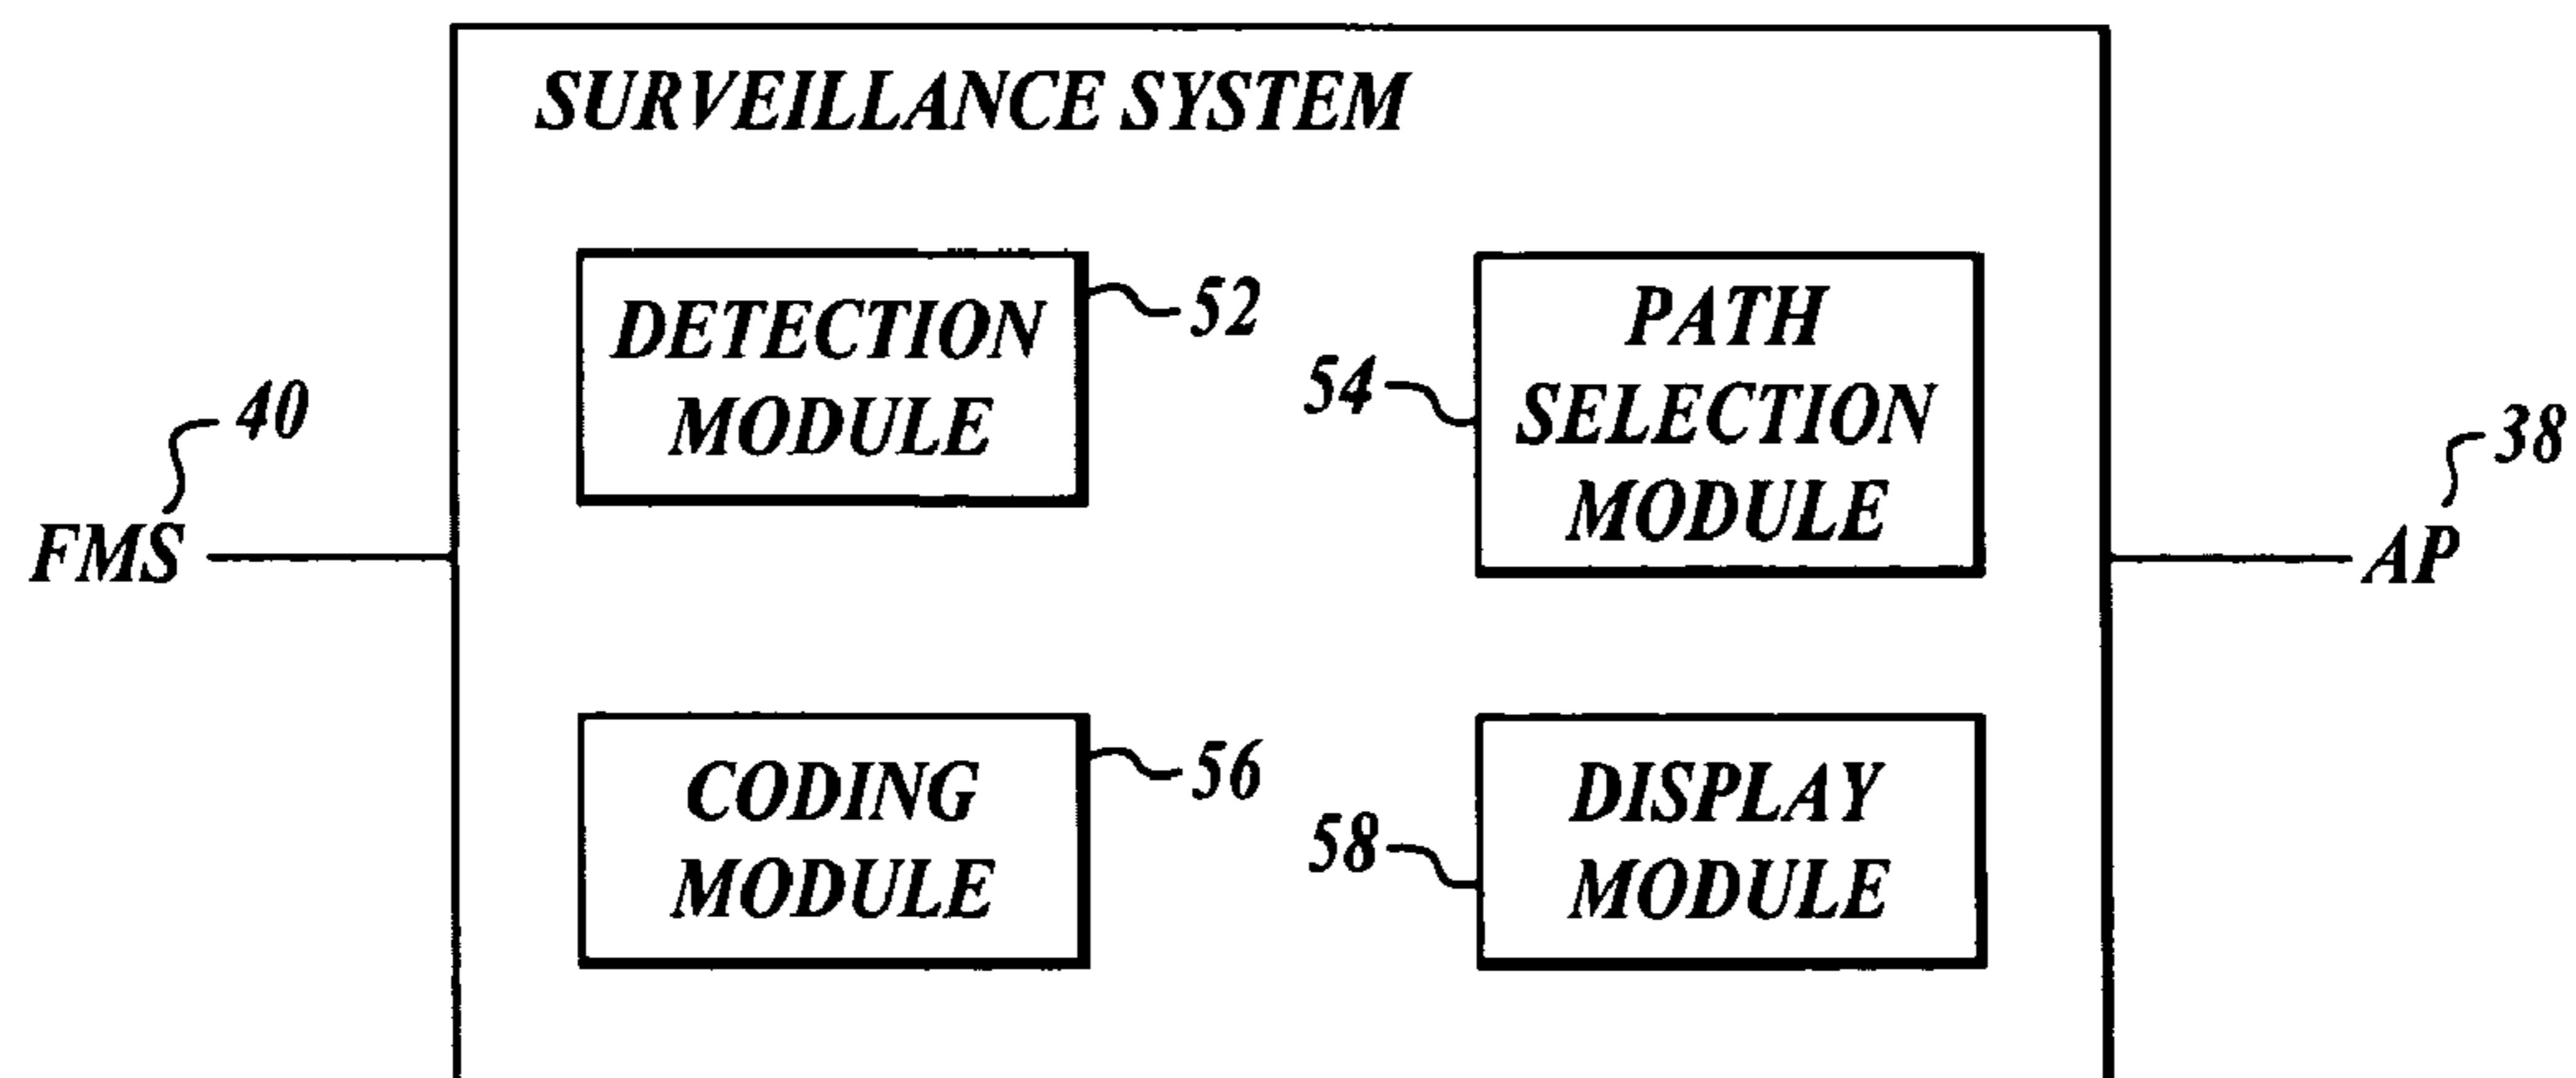 SURVEILLANCE SYSTEM
DETECTION
MODULE
52
PATH
SELECTION
MODULE
54
40
FMS
38
AP
CODING
MODULE
56
DISPLAY
MODULE
58